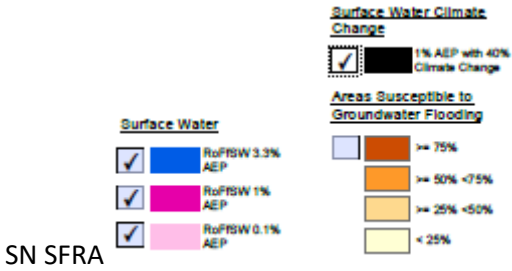 Surface Water Climate
Change
1% AEP with 40%
Climate Change
Areas Susceptible to
Groundwater Flooding
>= 75%
>= 50% <75%
>= 25% <50%
< 25%
Surface Water
RoFfSW 3.3%
AEP
RoFfSW 1%
AEP
RoFfSW 0.1%
AEP
SN SFRA